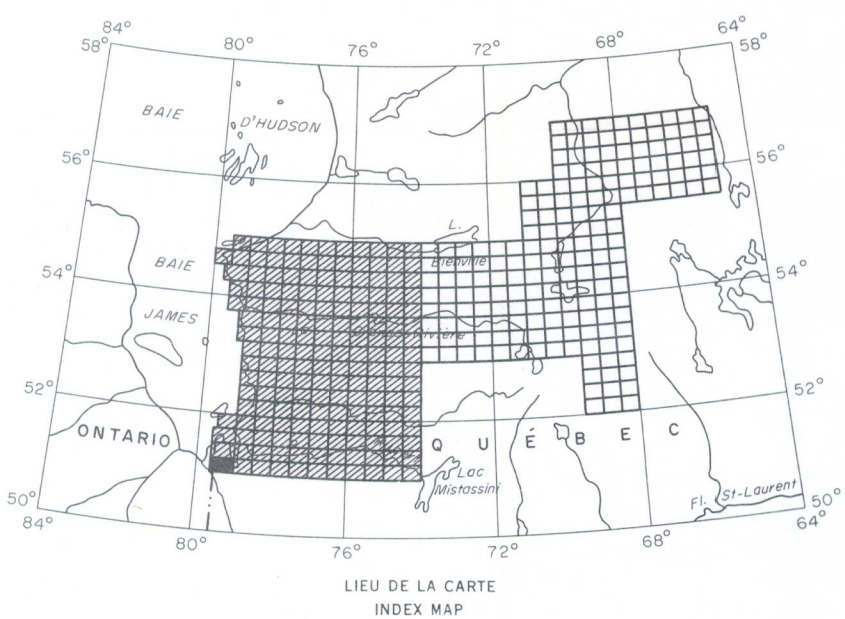 84°
80°
76°
72°
68°
64°
58°
58°
BAIE
D'HUDSON
56°
56°
L.
Bienville
54°
BAIE
54°
JAMES
Rivière
52°
52°
ONTARIO
QUÉBEC
Lac
Mistassini
Fl. St-Laurent
50°
50°
84°
80°
76°
72°
68°
64°
LIEU DE LA CARTE
INDEX MAP